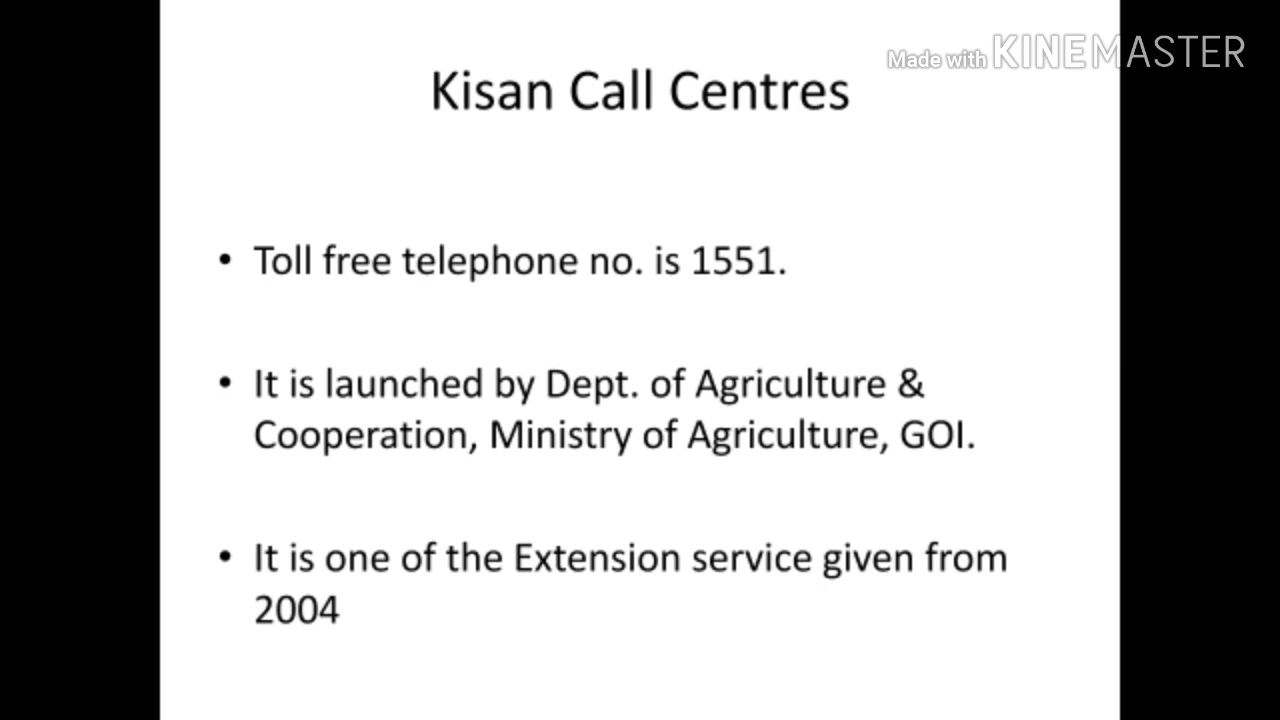 Made with KINEMASTER
Kisan Call Centres
• Toll free telephone no. is 1551.
• It is launched by Dept. of Agriculture &
Cooperation, Ministry of Agriculture, GOI.
• It is one of the Extension service given from
2004